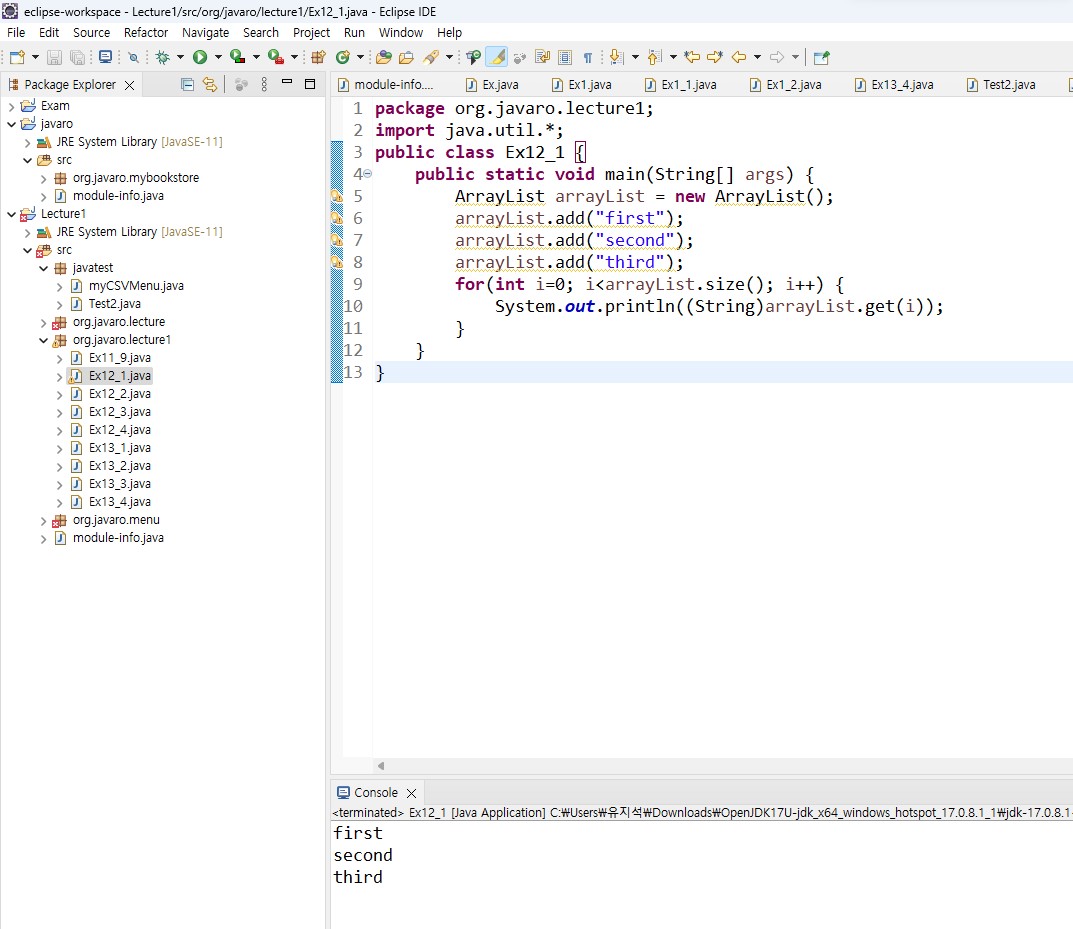 eclipse-workspace - Lecture1/src/org/javaro/lecture1/Ex12_1.java - Eclipse IDE
File Edit Source Refactor Navigate Search Project Run Window Help
Package Explorer
Exam
javaro
JRE System Library [JavaSE-11]
src
org.javaro.mybookstore
module-info.java
Lecture1
JRE System Library [JavaSE-11]
src
javatest
myCSVMenu.java
Test2.java
org.javaro.lecture
org.javaro.lecture1
Ex11_9.java
Ex12_1.java
Ex12_2.java
Ex12_3.java
Ex12_4.java
Ex13_1.java
Ex13_2.java
Ex13_3.java
Ex13_4.java
org.javaro.menu
module-info.java
module-info.... Ex.java Ex1.java Ex1_1.java Ex1_2.java Ex13_4.java Test2.java
1 package org.javaro.lecture1;
2 import java.util.*;
3 public class Ex12_1 {
4 public static void main(String[] args) {
5 ArrayList arrayList = new ArrayList();
6 arrayList.add("first");
7 arrayList.add("second");
8 arrayList.add("third");
9 for(int i=0; i<arrayList.size(); i++) {
10 System.out.println((String)arrayList.get(i));
11 }
12 }
13 }
Console
<terminated> Ex12_1 [Java Application] C:₩Users₩유지석₩Downloads₩OpenJDK17U-jdk_x64_windows_hotspot_17.0.8.1_1₩jdk-17.0.8.1
first
second
third